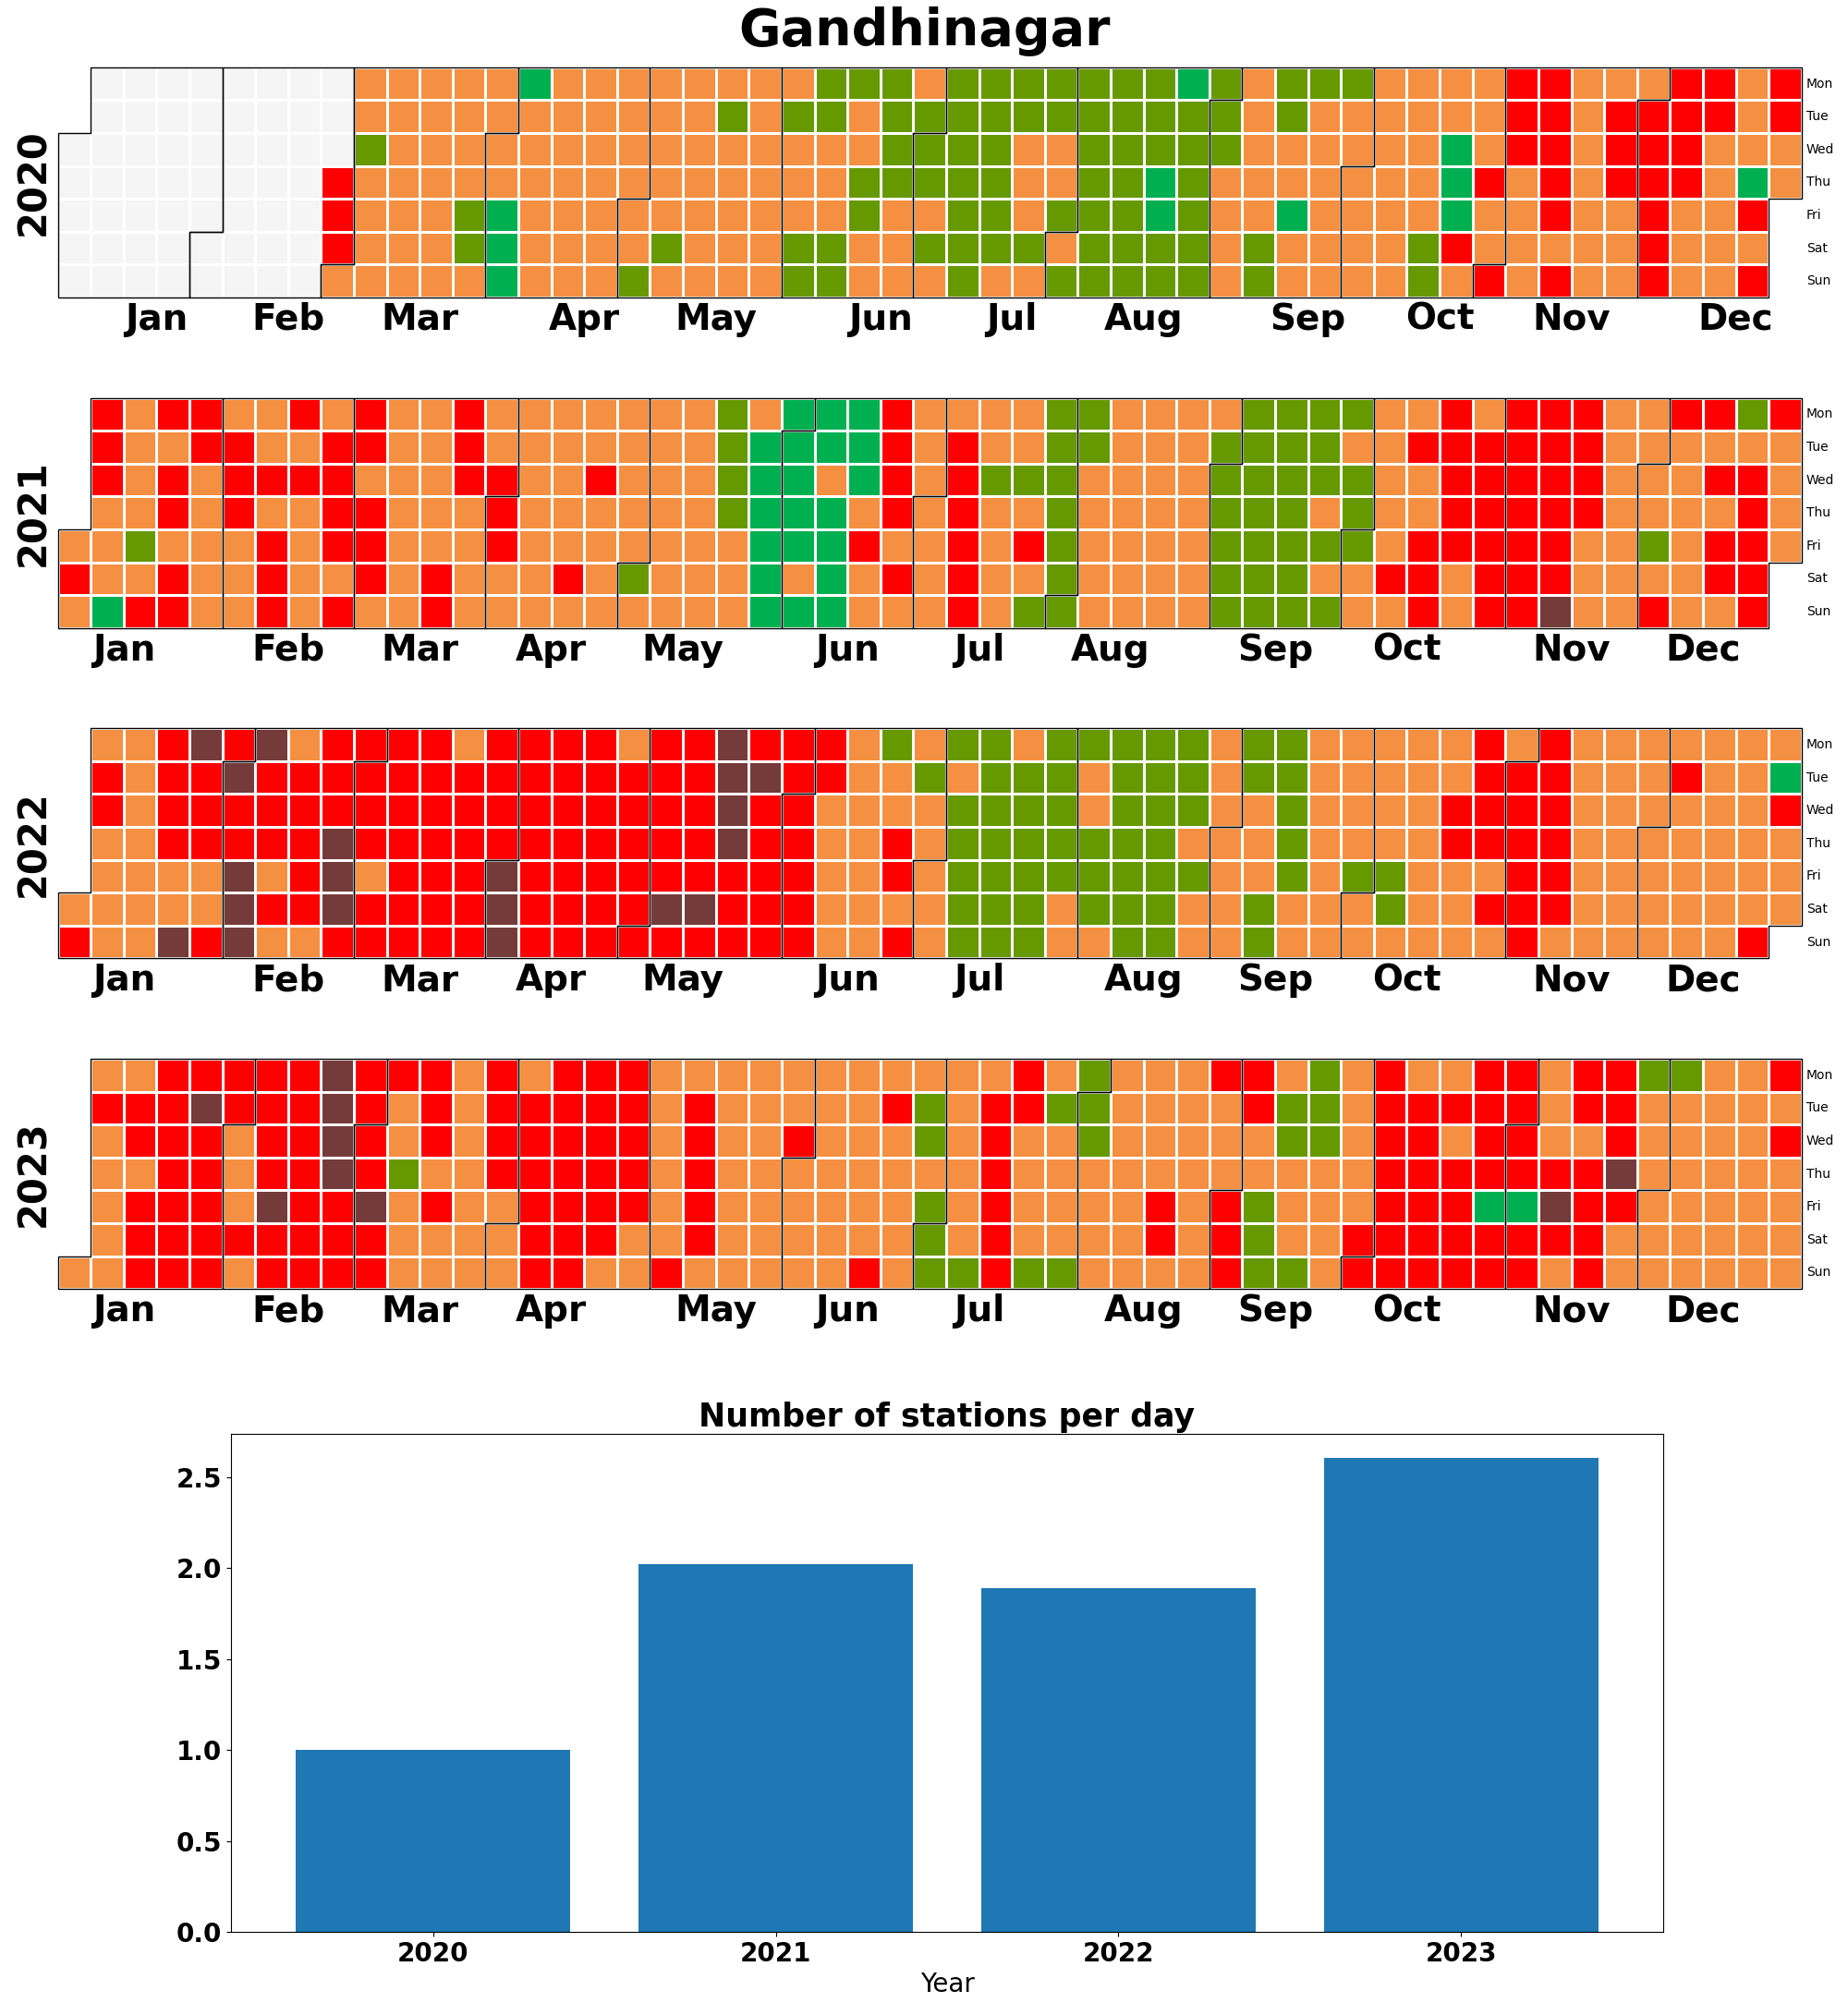 Gandhinagar
2020
Mon
Tue
Wed
Thu
Fri
Sat
Sun
Jan Feb Mar Apr May Jun Jul Aug Sep Oct Nov Dec
2021
Mon
Tue
Wed
Thu
Fri
Sat
Sun
Jan Feb Mar Apr May Jun Jul Aug Sep Oct Nov Dec
2022
Mon
Tue
Wed
Thu
Fri
Sat
Sun
Jan Feb Mar Apr May Jun Jul Aug Sep Oct Nov Dec
2023
Mon
Tue
Wed
Thu
Fri
Sat
Sun
Jan Feb Mar Apr May Jun Jul Aug Sep Oct Nov Dec
Number of stations per day
2.5
2.0
1.5
1.0
0.5
0.0
2020 2021 2022 2023
Year